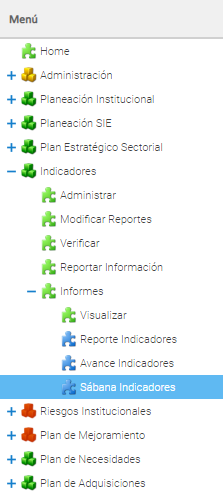 Menú
Home
Administración
Planeación Institucional
Planeación SIE
Plan Estratégico Sectorial
Indicadores
Administrar
Modificar Reportes
Verificar
Reportar Información
Informes
Visualizar
Reporte Indicadores
Avance Indicadores
Sábana Indicadores
Riesgos Institucionales
Plan de Mejoramiento
Plan de Necesidades
Plan de Adquisiciones